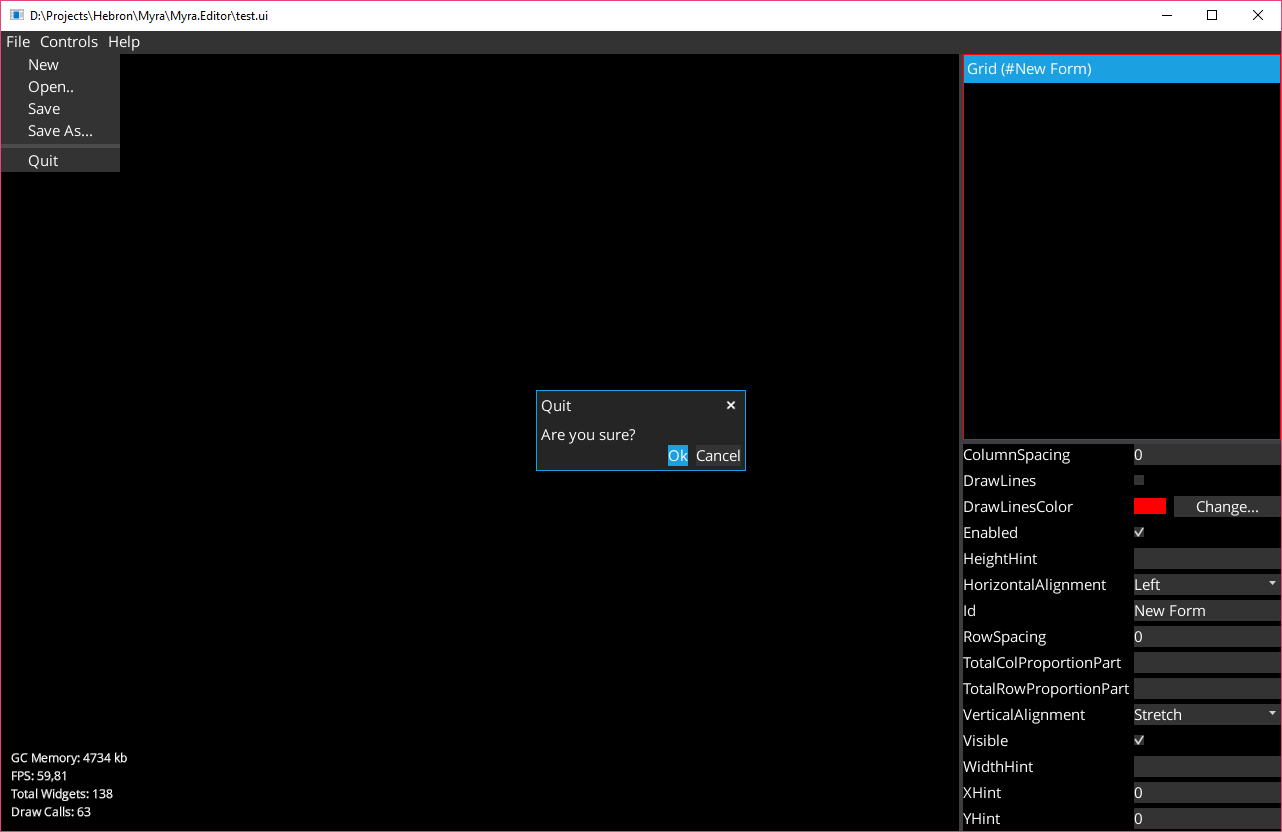 D:\Projects\Hebron\Myra\Myra.Editor\test.ui
File Controls Help
New
Open..
Save
Save As...
Quit
Grid (#New Form)
Quit
Are you sure?
Ok Cancel
ColumnSpacing 0
DrawLines
DrawLinesColor Change...
Enabled
HeightHint
HorizontalAlignment Left
Id New Form
RowSpacing 0
TotalColProportionPart
TotalRowProportionPart
VerticalAlignment Stretch
Visible
WidthHint
XHint 0
YHint 0
GC Memory: 4734 kb
FPS: 59,81
Total Widgets: 138
Draw Calls: 63